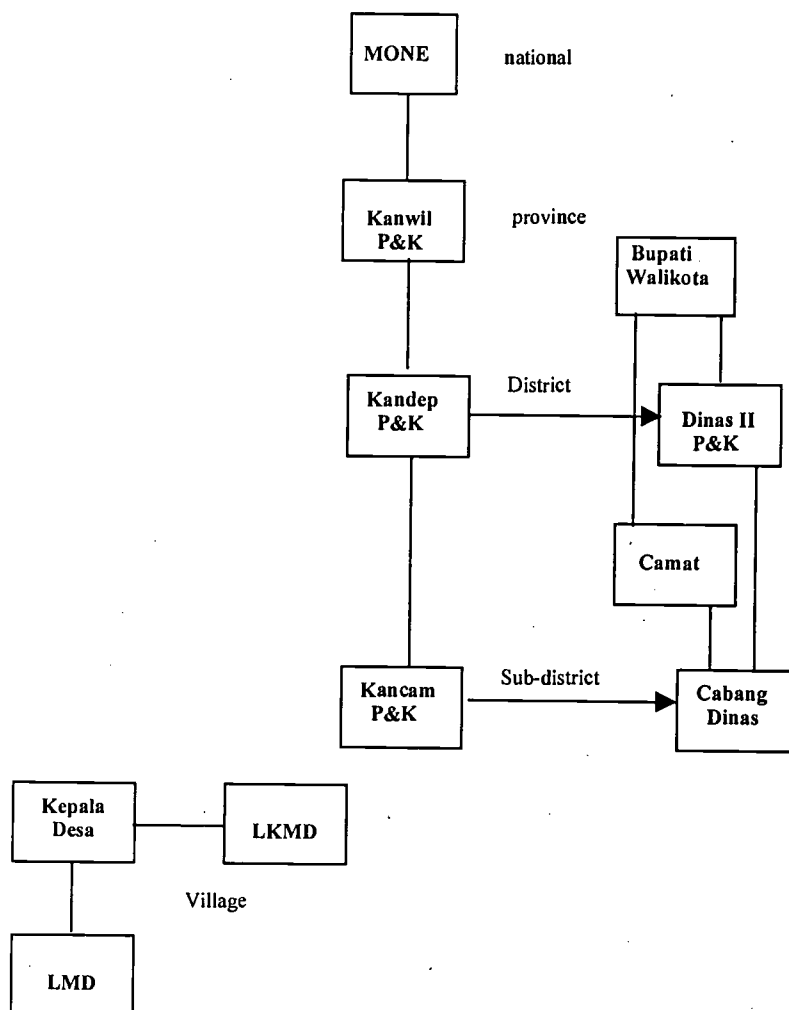 MONE
national
Kanwil
P&K
province
Bupati
Walikota
Kandep
P&K
District
Dinas II
P&K
Camat
Kancam
P&K
Sub-district
Cabang
Dinas
Kepala
Desa
LKMD
Village
LMD